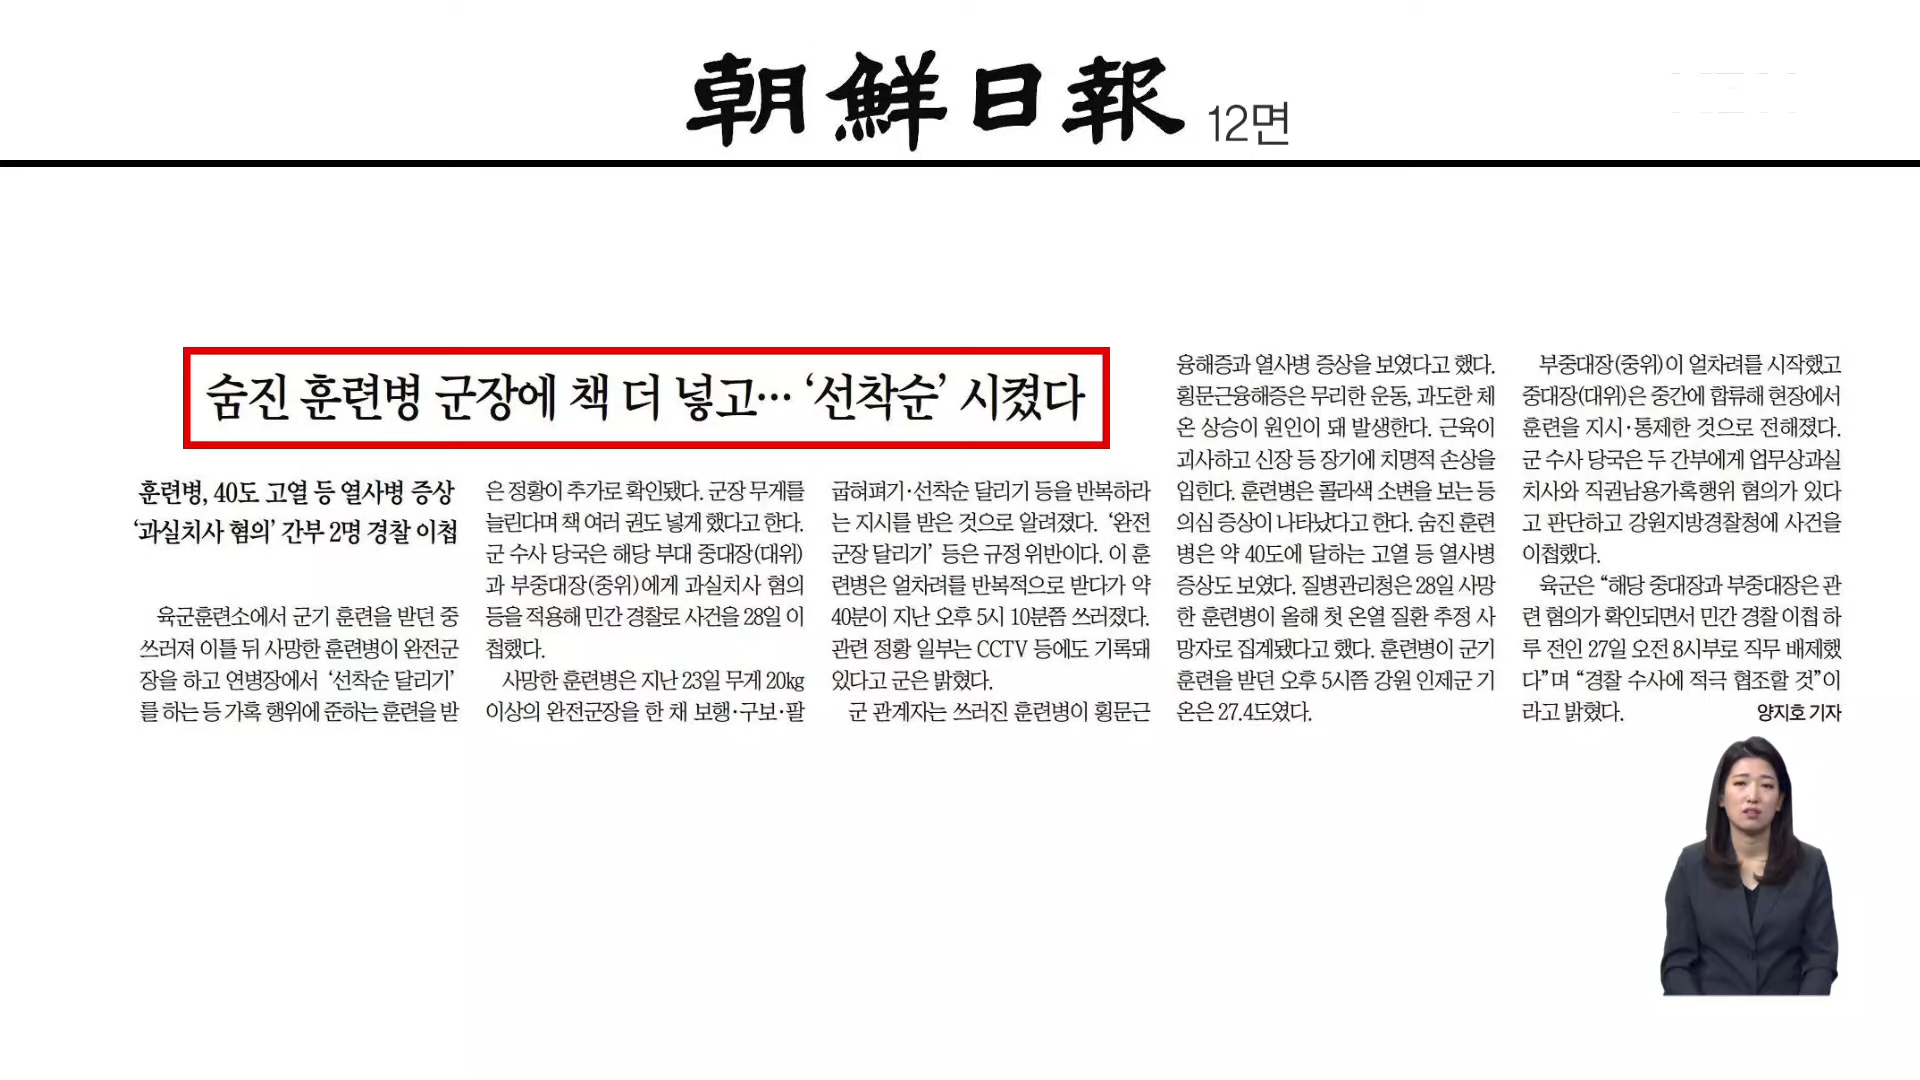 朝鮮日報 12면
숨진 훈련병 군장에 책 더 넣고… ‘선착순’ 시켰다
훈련병, 40도 고열 등 열사병 증상
‘과실치사 혐의’ 간부 2명 경찰 이첩
육군훈련소에서 군기 훈련을 받던 중
쓰러져 이틀 뒤 사망한 훈련병이 완전군
장을 하고 연병장에서 ‘선착순 달리기’
를 하는 등 가혹 행위에 준하는 훈련을 받
은 정황이 추가로 확인됐다. 군장 무게를
늘린다며 책 여러 권도 넣게 했다고 한다.
군 수사 당국은 해당 부대 중대장(대위)
과 부중대장(중위)에게 과실치사 혐의
등을 적용해 민간 경찰로 사건을 28일 이
첩했다.
사망한 훈련병은 지난 23일 무게 20kg
이상의 완전군장을 한 채 보행·구보·팔
굽혀펴기·선착순 달리기 등을 반복하라
는 지시를 받은 것으로 알려졌다. ‘완전
군장 달리기’ 등은 규정 위반이다. 이 훈
련병은 얼차려를 반복적으로 받다가 약
40분이 지난 오후 5시 10분쯤 쓰러졌다.
관련 정황 일부는 CCTV 등에도 기록돼
있다고 군은 밝혔다.
군 관계자는 쓰러진 훈련병이 횡문근
융해증과 열사병 증상을 보였다고 했다.
횡문근융해증은 무리한 운동, 과도한 체
온 상승이 원인이 돼 발생한다. 근육이
괴사하고 신장 등 장기에 치명적 손상을
입힌다. 훈련병은 콜라색 소변을 보는 등
의심 증상이 나타났다고 한다. 숨진 훈련
병은 약 40도에 달하는 고열 등 열사병
증상도 보였다. 질병관리청은 28일 사망
한 훈련병이 올해 첫 온열 질환 추정 사
망자로 집계됐다고 했다. 훈련병이 군기
훈련을 받던 오후 5시쯤 강원 인제군 기
온은 27.4도였다.
부중대장(중위)이 얼차려를 시작했고
중대장(대위)은 중간에 합류해 현장에서
훈련을 지시·통제한 것으로 전해졌다.
군 수사 당국은 두 간부에게 업무상과실
치사와 직권남용가혹행위 혐의가 있다
고 판단하고 강원지방경찰청에 사건을
이첩했다.
육군은 “해당 중대장과 부중대장은 관
련 혐의가 확인되면서 민간 경찰 이첩 하
루 전인 27일 오전 8시부로 직무 배제했
다”며 “경찰 수사에 적극 협조할 것”이
라고 밝혔다. 양지호 기자